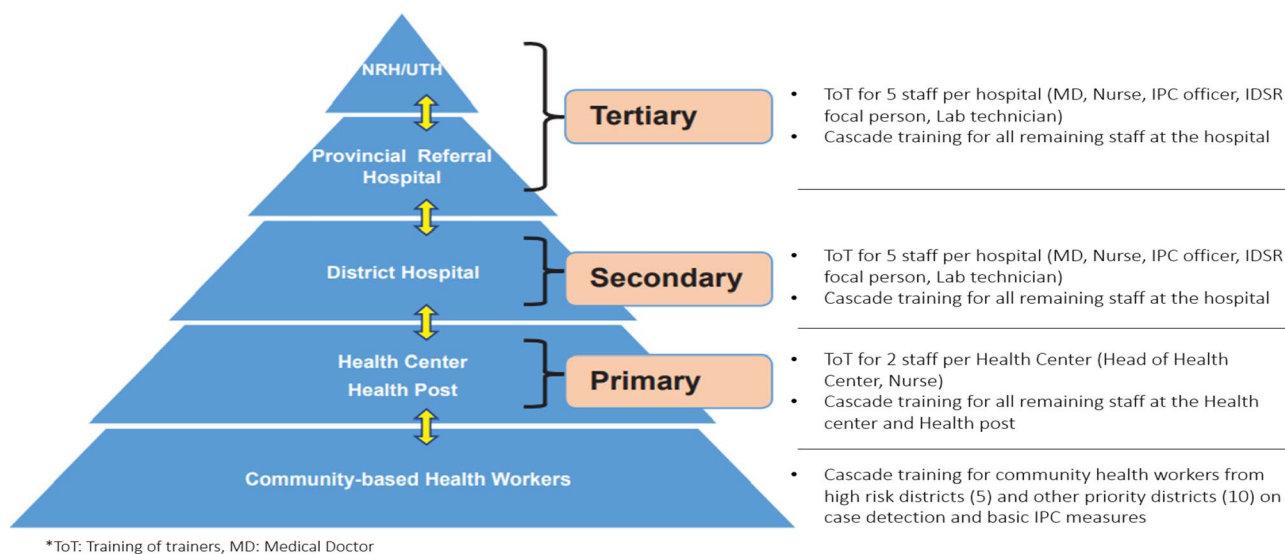 NRH/UTH
Provincial Referral
Hospital
District Hospital
Health Center
Health Post
Community-based Health Workers
Tertiary
Secondary
Primary
• ToT for 5 staff per hospital (MD, Nurse, IPC officer, IDSR
focal person, Lab technician)
• Cascade training for all remaining staff at the hospital
• ToT for 5 staff per hospital (MD, Nurse, IPC officer, IDSR
focal person, Lab technician)
• Cascade training for all remaining staff at the hospital
• ToT for 2 staff per Health Center (Head of Health
Center, Nurse)
• Cascade training for all remaining staff at the Health
center and Health post
• Cascade training for community health workers from
high risk districts (5) and other priority districts (10) on
case detection and basic IPC measures
*ToT: Training of trainers, MD: Medical Doctor